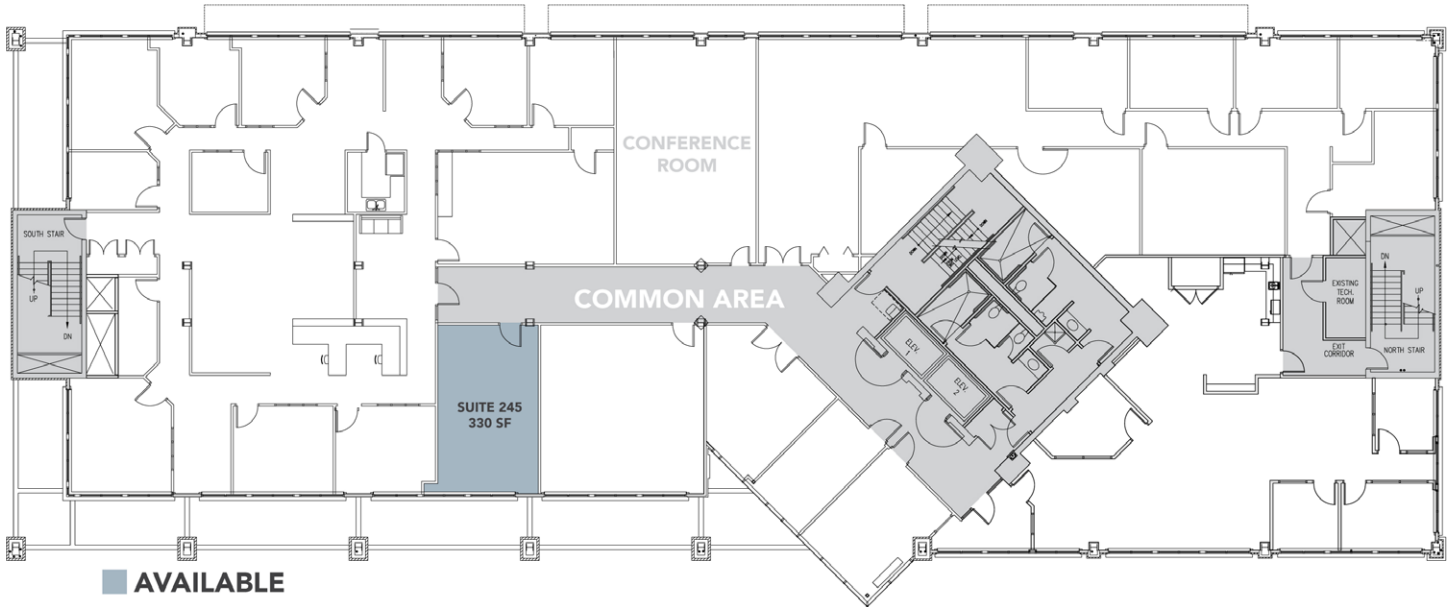 CONFERENCE
ROOM
SOUTH STAIR
UP
DN
COMMON AREA
SUITE 245
330 SF
ELEV.
1
ELEV.
2
DN
UP
EXISTING
TECH.
ROOM
EXIT
CORRIDOR
NORTH STAIR
AVAILABLE